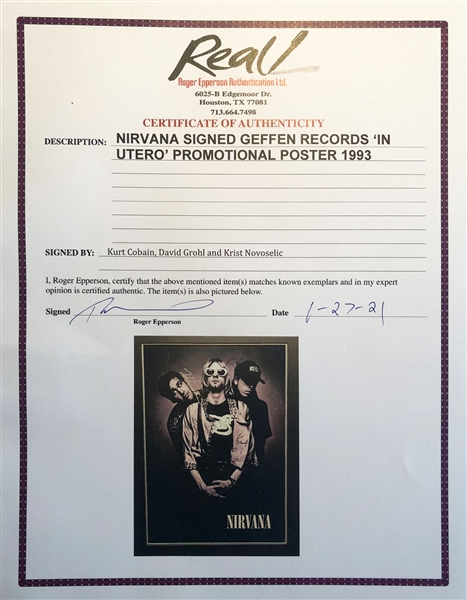 Real!
Roger Epperson Authentication Ltd.
6025-B Edgemoor Dr.
Houston, TX 77081
713.664.7498
CERTIFICATE OF AUTHENTICITY
DESCRIPTION: NIRVANA SIGNED GEFFEN RECORDS ‘IN
UTERO’ PROMOTIONAL POSTER 1993
SIGNED BY: Kurt Cobain, David Grohl and Krist Novoselic
I, Roger Epperson, certify that the above mentioned item(s) matches known exemplars and in my expert
opinion is certified authentic. The item(s) is also pictured below.
Signed Date 1-27-21
Roger Epperson
NIRVANA